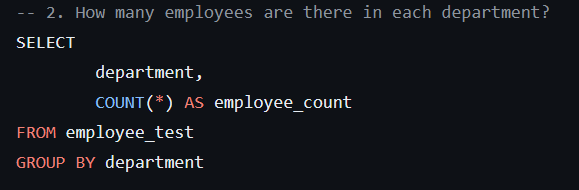 -- 2. How many employees are there in each department?
SELECT
        department,
        COUNT(*) AS employee_count
FROM employee_test
GROUP BY department